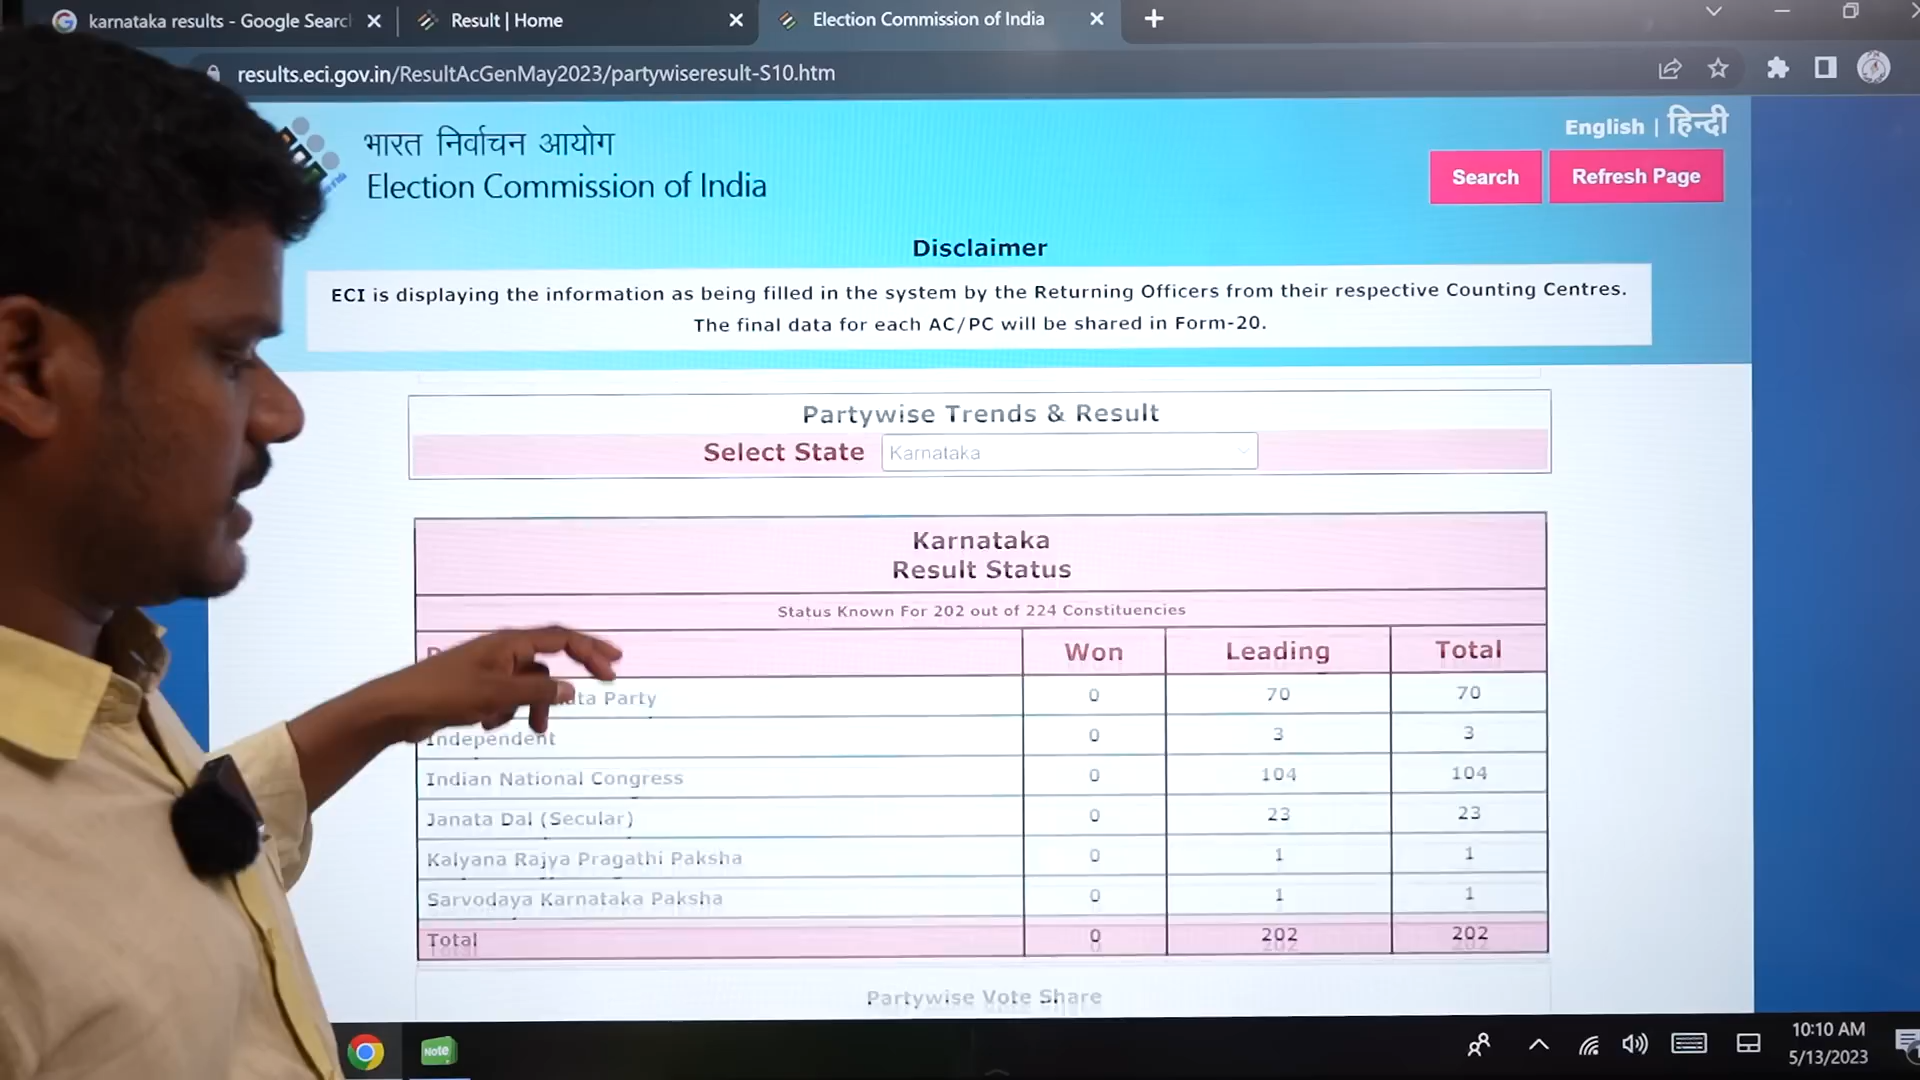 karnataka results - Google Search
Result | Home
Election Commission of India
results.eci.gov.in/ResultAcGenMay2023/partywiseresult-S10.htm
English | हिन्दी
भारत निर्वाचन आयोग
Election Commission of India
Search
Refresh Page
Disclaimer
ECI is displaying the information as being filled in the system by the Returning Officers from their respective Counting Centres.
The final data for each AC/PC will be shared in Form-20.
Partywise Trends & Result
Select State Karnataka
Karnataka
Result Status
Status Known For 202 out of 224 Constituencies
Won Leading Total
Party 0 70 70
Independent 0 3 3
Indian National Congress 0 104 104
Janata Dal (Secular) 0 23 23
Kalyana Rajya Pragathi Paksha 0 1 1
Sarvodaya Karnataka Paksha 0 1 1
Total 0 202 202
Partywise Vote Share
Note
10:10 AM
5/13/2023